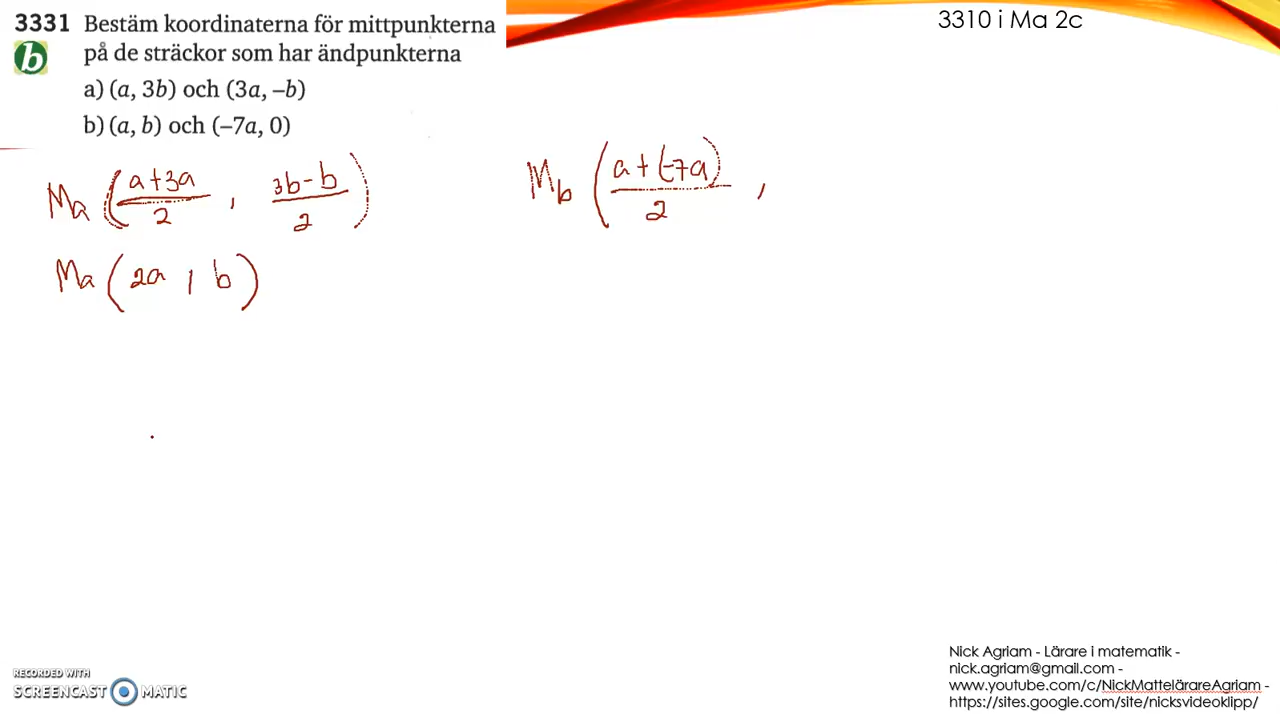 3331 Bestäm koordinaterna för mittpunkterna
b på de sträckor som har ändpunkterna
a) (a, 3b) och (3a, –b)
b) (a, b) och (–7a, 0)
3310 i Ma 2c
Ma ( a+3a / 2 , 3b-b / 2 )
Ma ( 2a , b )
Mb ( a+(-7a) / 2 ,
RECORDED WITH
SCREENCAST MATIC
Nick Agriam - Lärare i matematik -
nick.agriam@gmail.com -
www.youtube.com/c/NickMattelärareAgriam -
https://sites.google.com/site/nicksvideoklipp/